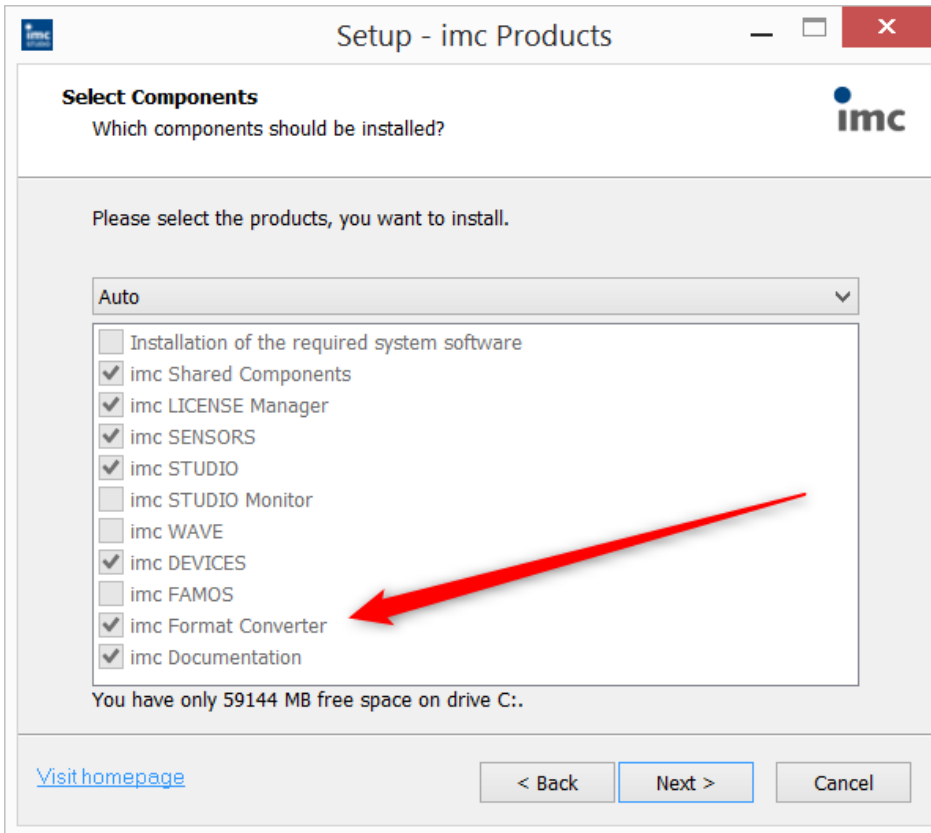 imc
STUDIO
Setup - imc Products
Select Components
Which components should be installed?
imc
Please select the products, you want to install.
Auto
Installation of the required system software
imc Shared Components
imc LICENSE Manager
imc SENSORS
imc STUDIO
imc STUDIO Monitor
imc WAVE
imc DEVICES
imc FAMOS
imc Format Converter
imc Documentation
You have only 59144 MB free space on drive C:.
Visit homepage
< Back
Next >
Cancel